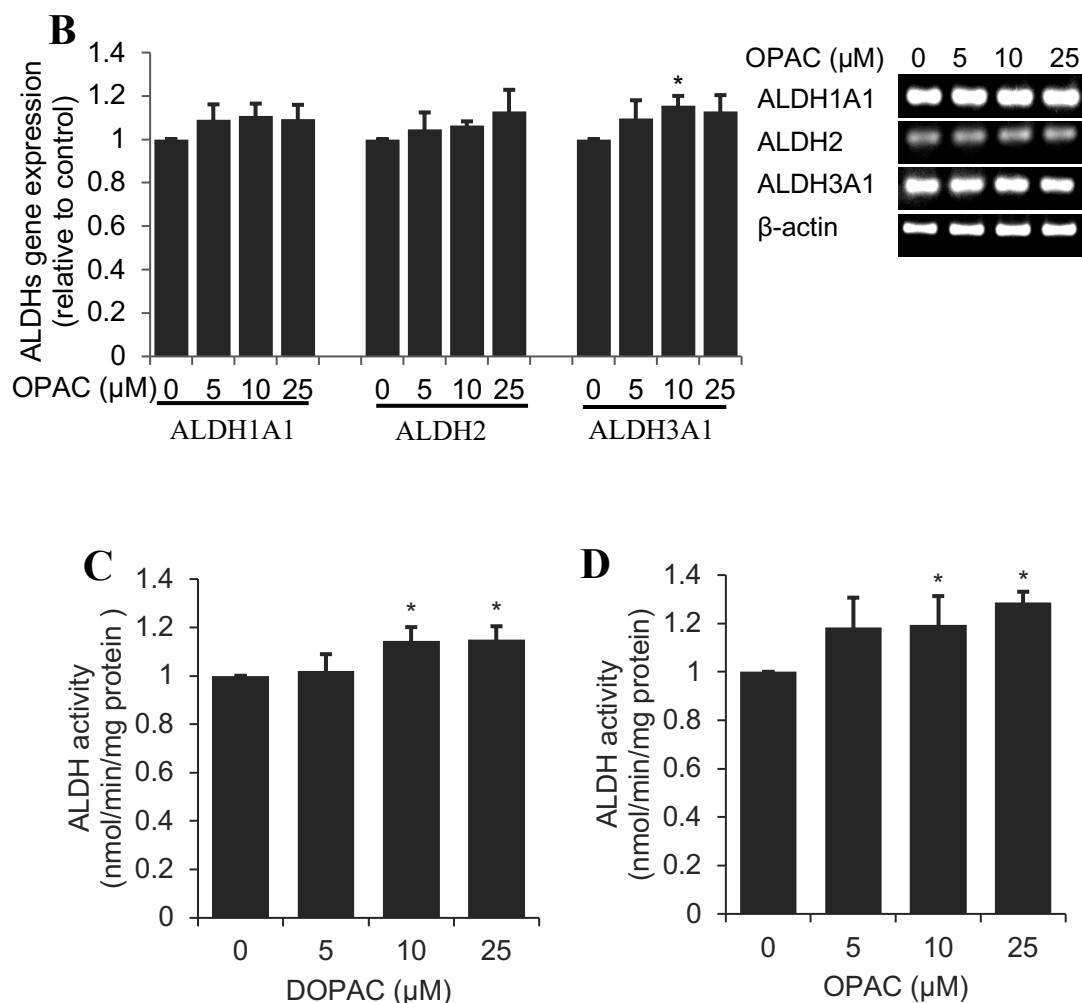 B
ALDHs gene expression
(relative to control)
1.4
1.2
1
0.8
0.6
0.4
0.2
0
*
OPAC (µM) 0 5 10 25 0 5 10 25 0 5 10 25
ALDH1A1 ALDH2 ALDH3A1
OPAC (µM) 0 5 10 25
ALDH1A1
ALDH2
ALDH3A1
β-actin
C
ALDH activity
(nmol/min/mg protein )
1.4
1.2
1
0.8
0.6
0.4
0.2
0
* *
0 5 10 25
DOPAC (µM)
D
ALDH activity
(nmol/min/mg protein)
1.4
1.2
1
0.8
0.6
0.4
0.2
0
* *
0 5 10 25
OPAC (µM)